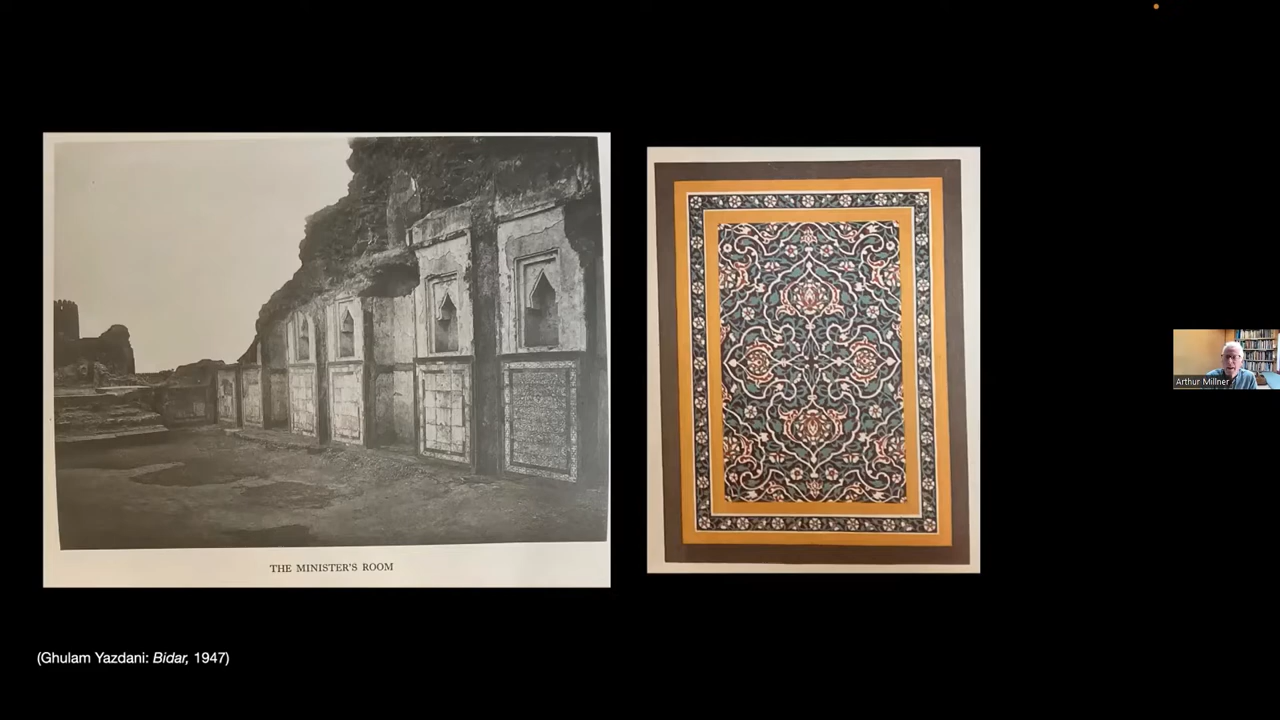 THE MINISTER'S ROOM
(Ghulam Yazdani: Bidar, 1947)
Arthur Millner